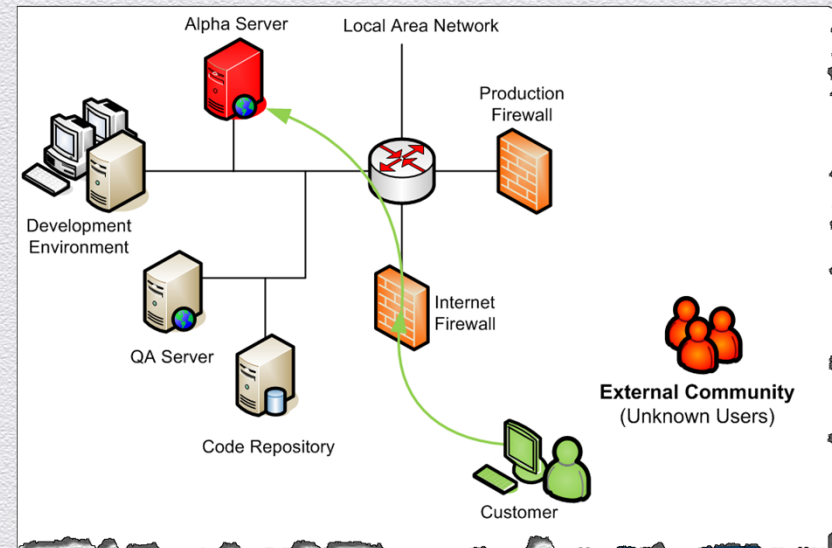 Alpha Server
Local Area Network
Production
Firewall
Development
Environment
Internet
Firewall
QA Server
External Community
(Unknown Users)
Code Repository
Customer